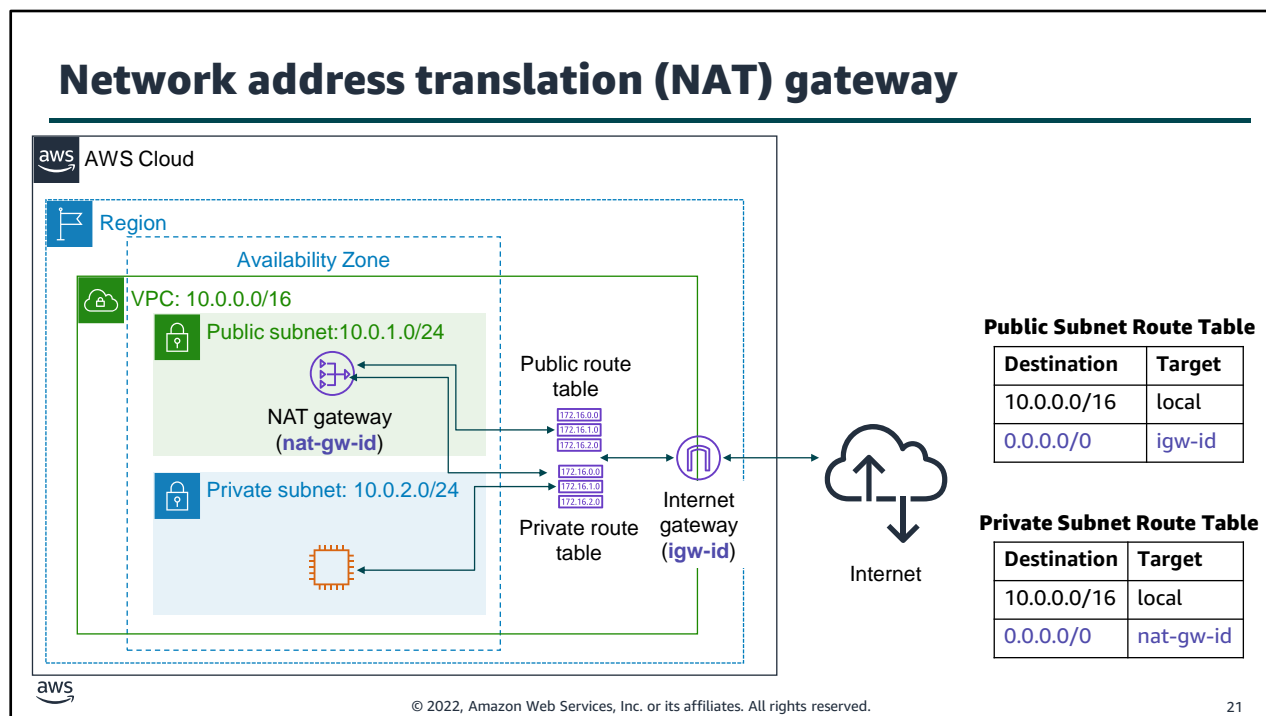 Network address translation (NAT) gateway
aws
AWS Cloud
Region
Availability Zone
VPC: 10.0.0.0/16
Public subnet:10.0.1.0/24
NAT gateway
(nat-gw-id)
Private subnet: 10.0.2.0/24
Public route
table
172.16.0.0
172.16.1.0
172.16.2.0
172.16.0.0
172.16.1.0
172.16.2.0
Private route
table
Internet
gateway
(igw-id)
Internet
Public Subnet Route Table
Destination Target
10.0.0.0/16 local
0.0.0.0/0 igw-id
Private Subnet Route Table
Destination Target
10.0.0.0/16 local
0.0.0.0/0 nat-gw-id
aws
© 2022, Amazon Web Services, Inc. or its affiliates. All rights reserved.
21